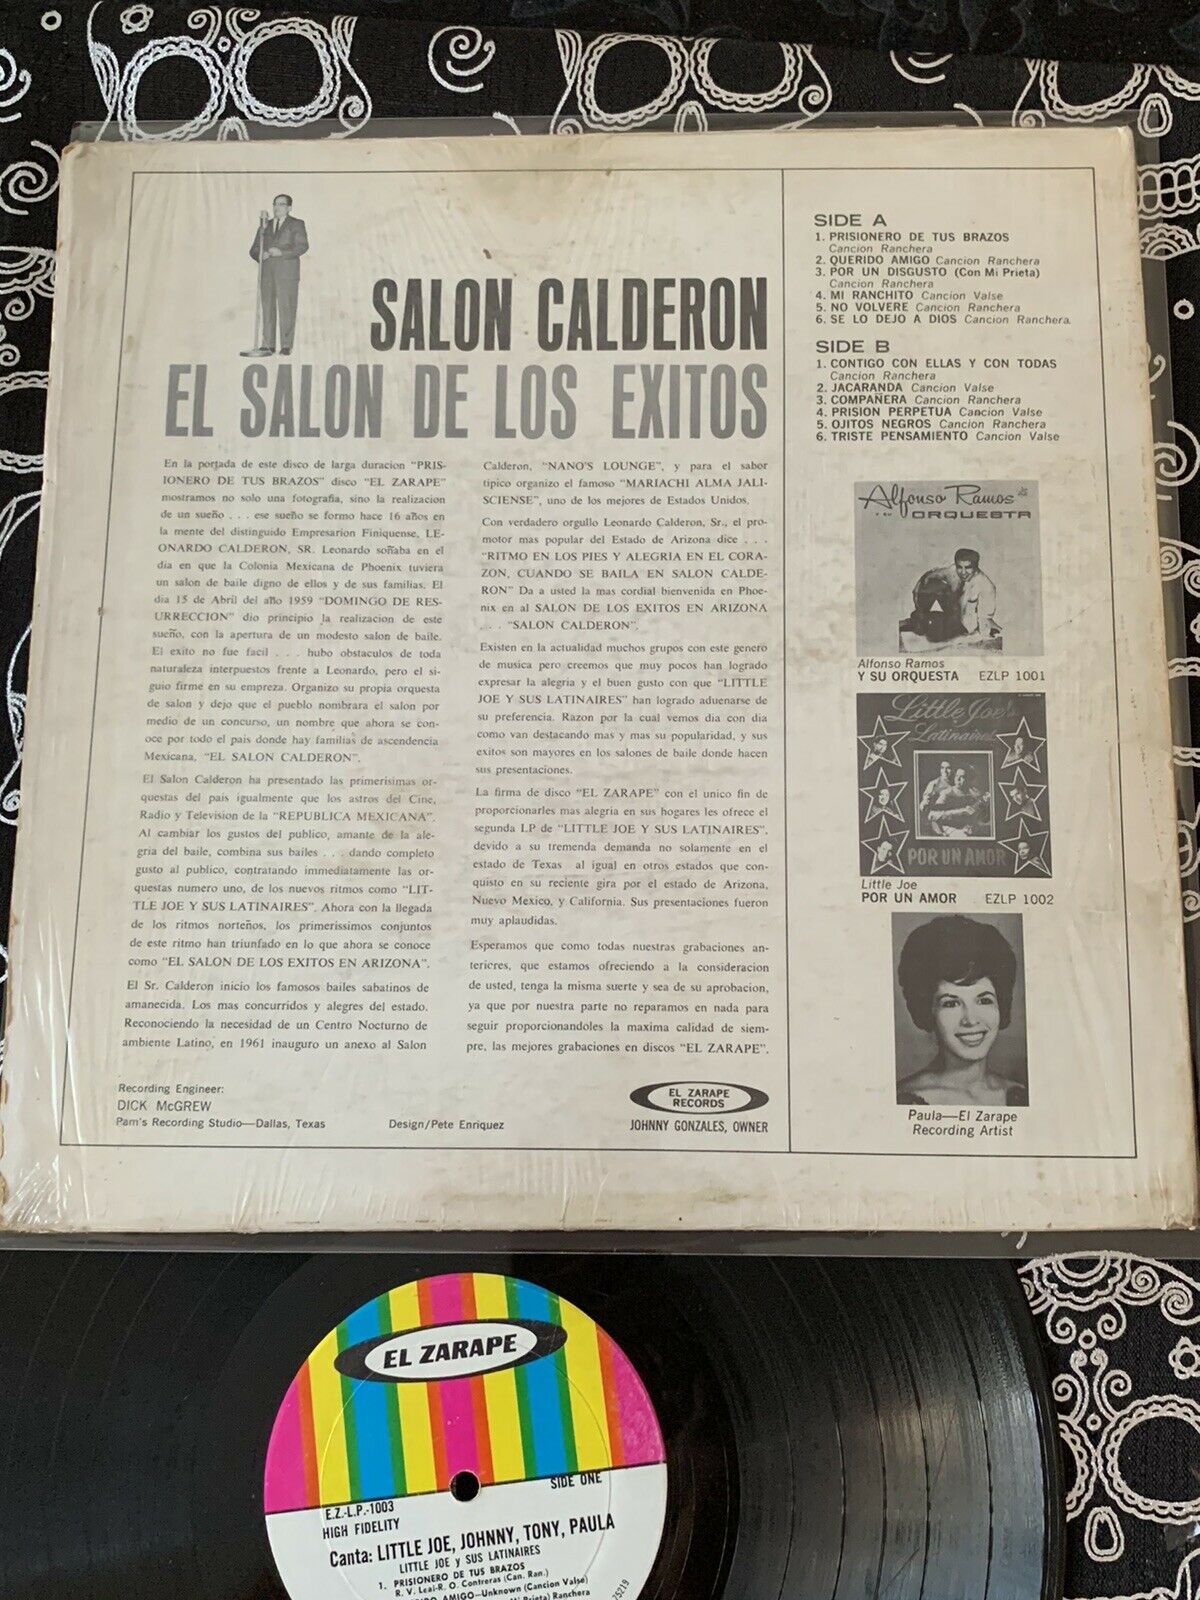 SALON CALDERON
EL SALON DE LOS EXITOS
En la portada de este disco de larga duracion "PRIS-
IONERO DE TUS BRAZOS" disco "EL ZARAPE"
mostramos no solo una fotografia, sino la realizacion
de un sueño . . . ese sueño se formo hace 16 años en
la mente del distinguido Empresarion Finiquense, LE-
ONARDO CALDERON, SR. Leonardo soñaba en el
dia en que la Colonia Mexicana de Phoenix tuviera
un salon de baile digno de ellos y de sus familias. El
dia 15 de Abril del año 1959 "DOMINGO DE RES-
URRECCION" dio principio la realizacion de este
sueño, con la apertura de un modesto salon de baile.
El exito no fue facil . . . hubo obstaculos de toda
naturaleza interpuestos frente a Leonardo, pero el si-
guio firme en su empreza. Organizo su propia orquesta
de salon y dejo que el pueblo nombrara el salon por
medio de un concurso, un nombre que ahora se con-
oce por todo el pais donde hay familias de ascendencia
Mexicana, "EL SALON CALDERON".
El Salon Calderon ha presentado las primerisimas or-
questas del pais igualmente que los astros del Cine,
Radio y Television de la "REPUBLICA MEXICANA".
Al cambiar los gustos del publico, amante de la ale-
gria del baile, combina sus bailes . . . dando completo
gusto al publico, contratando immediatamente las or-
questas numero uno, de los nuevos ritmos como "LIT-
TLE JOE Y SUS LATINAIRES". Ahora con la llegada
de los ritmos norteños, los primerissimos conjuntos
de este ritmo han triunfado en lo que ahora se conoce
como "EL SALON DE LOS EXITOS EN ARIZONA".
El Sr. Calderon inicio los famosos bailes sabatinos de
amanecida. Los mas concurridos y alegres del estado.
Reconociendo la necesidad de un Centro Nocturno de
ambiente Latino, en 1961 inauguro un anexo al Salon
Calderon, "NANO'S LOUNGE", y para el sabor
tipico organizo el famoso "MARIACHI ALMA JALI-
SCIENSE", uno de los mejores de Estados Unidos.
Con verdadero orgullo Leonardo Calderon, Sr., el pro-
motor mas popular del Estado de Arizona dice . . .
"RITMO EN LOS PIES Y ALEGRIA EN EL CORA-
ZON, CUANDO SE BAILA EN SALON CALDE-
RON" Da a usted la mas cordial bienvenida en Phoe-
nix en al SALON DE LOS EXITOS EN ARIZONA
. . . "SALON CALDERON".
Existen en la actualidad muchos grupos con este genero
de musica pero creemos que muy pocos han logrado
expresar la alegria y el buen gusto con que "LITTLE
JOE Y SUS LATINAIRES" han logrado aduenarse de
su preferencia. Razon por la cual vemos dia con dia
como van destacando mas y mas su popularidad, y sus
exitos son mayores en los salones de baile donde hacen
sus presentaciones.
La firma de disco "EL ZARAPE" con el unico fin de
proporcionarles mas alegria en sus hogares les ofrece el
segunda LP de "LITTLE JOE Y SUS LATINAIRES",
devido a su tremenda demanda no solamente en el
estado de Texas al igual en otros estados que con-
quisto en su reciente gira por el estado de Arizona,
Nuevo Mexico, y California. Sus presentaciones fueron
muy aplaudidas.
Esperamos que como todas nuestras grabaciones an-
teriores, que estamos ofreciendo a la consideracion
de usted, tenga la misma suerte y sea de su aprobacion,
ya que por nuestra parte no reparamos en nada para
seguir proporcionandoles la maxima calidad de siem-
pre, las mejores grabaciones en discos "EL ZARAPE".
Recording Engineer:
DICK McGREW
Pam's Recording Studio—Dallas, Texas
Design/Pete Enriquez
EL ZARAPE
RECORDS
JOHNNY GONZALES, OWNER
SIDE A
1. PRISIONERO DE TUS BRAZOS
Cancion Ranchera
2. QUERIDO AMIGO Cancion Ranchera
3. POR UN DISGUSTO (Con Mi Prieta)
Cancion Ranchera
4. MI RANCHITO Cancion Valse
5. NO VOLVERE Cancion Ranchera
6. SE LO DEJO A DIOS Cancion Ranchera.
SIDE B
1. CONTIGO CON ELLAS Y CON TODAS
Cancion Ranchera
2. JACARANDA Cancion Valse
3. COMPAÑERA Cancion Ranchera
4. PRISION PERPETUA Cancion Valse
5. OJITOS NEGROS Cancion Ranchera
6. TRISTE PENSAMIENTO Cancion Valse
Alfonso Ramos
Y SU ORQUESTA
Alfonso Ramos
Y SU ORQUESTA EZLP 1001
Little Joe's
Latinaires
POR UN AMOR
Little Joe
POR UN AMOR EZLP 1002
Paula—El Zarape
Recording Artist
EL ZARAPE
SIDE ONE
E.Z.-L.P.-1003
HIGH FIDELITY
Canta: LITTLE JOE, JOHNNY, TONY, PAULA
LITTLE JOE y SUS LATINAIRES
1. PRISIONERO DE TUS BRAZOS
R. V. Leal-R. O. Contreras (Can. Ran.)
AMIGO—Unknown (Cancion Valse)
Prieta) Ranchera
75219